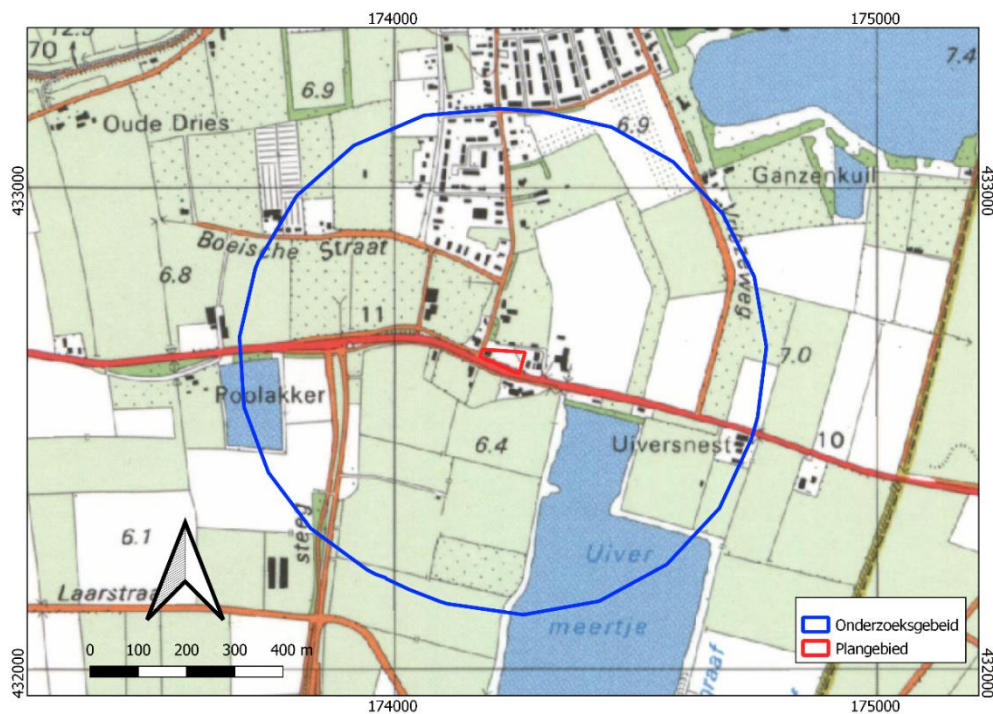 174000
175000
12.5
70
6.9
7.4
Oude Dries
6.9
433000
433000
Ganzenkuil
Vriezeweg
Boeische Straat
6.8
11
7.0
Poolakker
6.4
Uiversnest
10
6.1
steeg
Uiver
meertje
Laarstraat
0 100 200 300 400 m
Onderzoeksgebeid
Plangebied
432000
432000
174000
175000